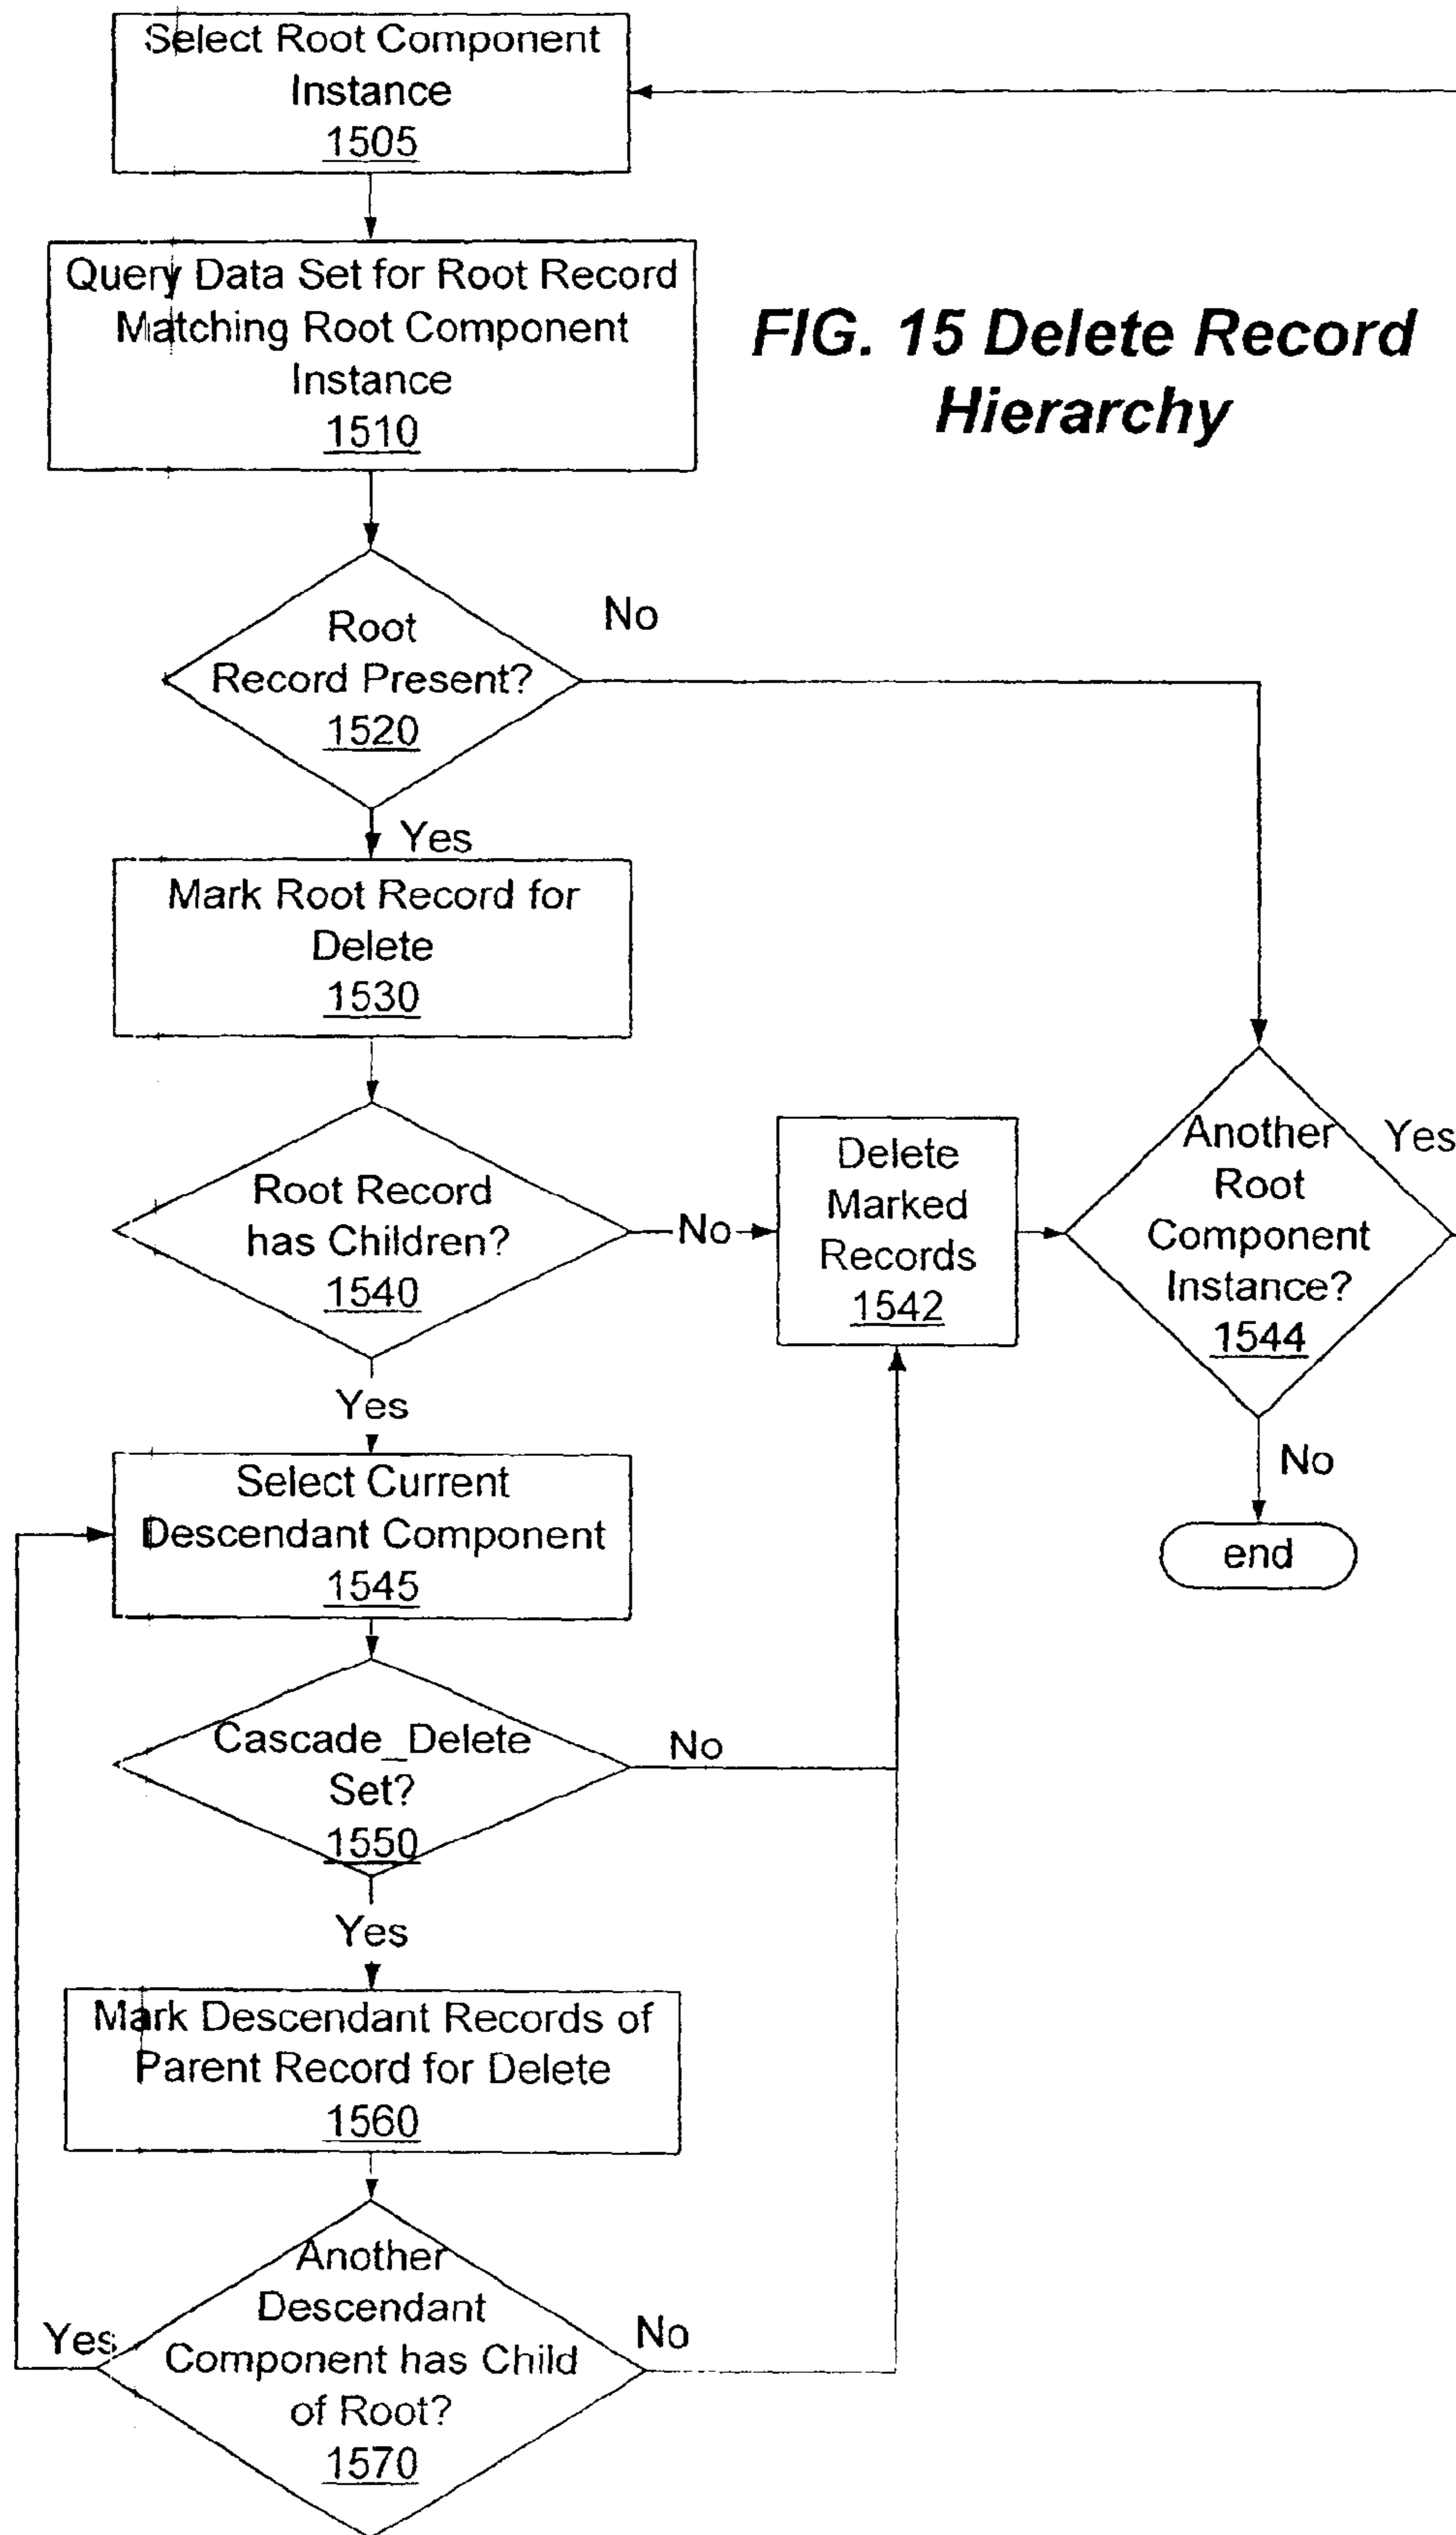 Select Root Component
Instance
1505
Query Data Set for Root Record
Matching Root Component
Instance
1510
FIG. 15 Delete Record
Hierarchy
Root
Record Present?
1520
No
Yes
Mark Root Record for
Delete
1530
Root Record
has Children?
1540
No
Delete
Marked
Records
1542
Another
Root
Component
Instance?
1544
Yes
No
end
Yes
Select Current
Descendant Component
1545
Cascade_Delete
Set?
1550
No
Yes
Mark Descendant Records of
Parent Record for Delete
1560
Another
Descendant
Component has Child
of Root?
1570
Yes
No